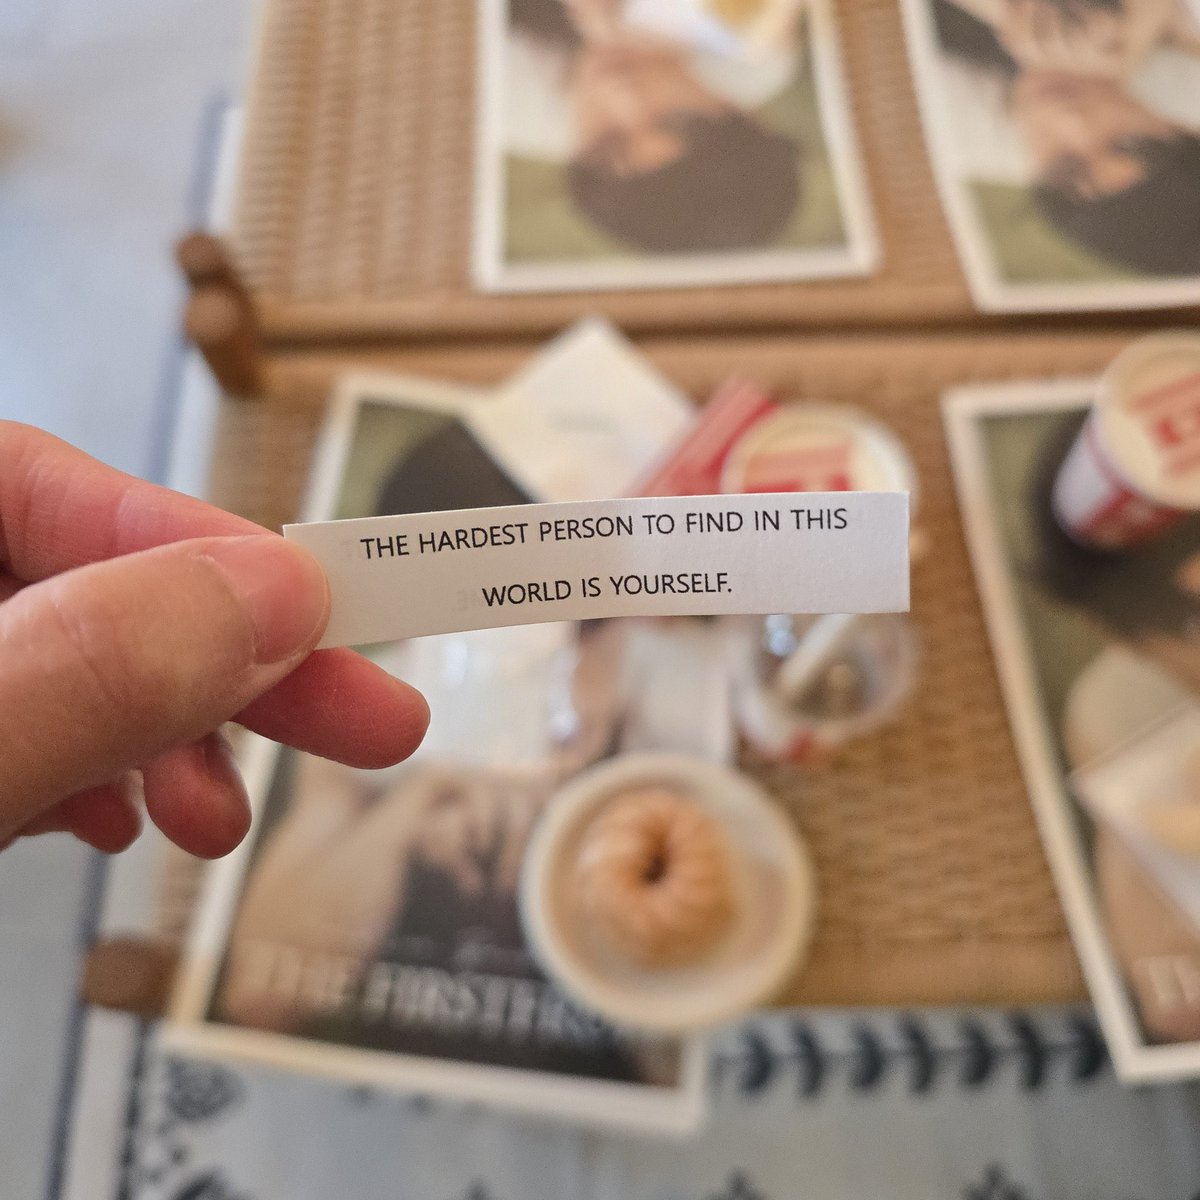 THE HARDEST PERSON TO FIND IN THIS
WORLD IS YOURSELF.